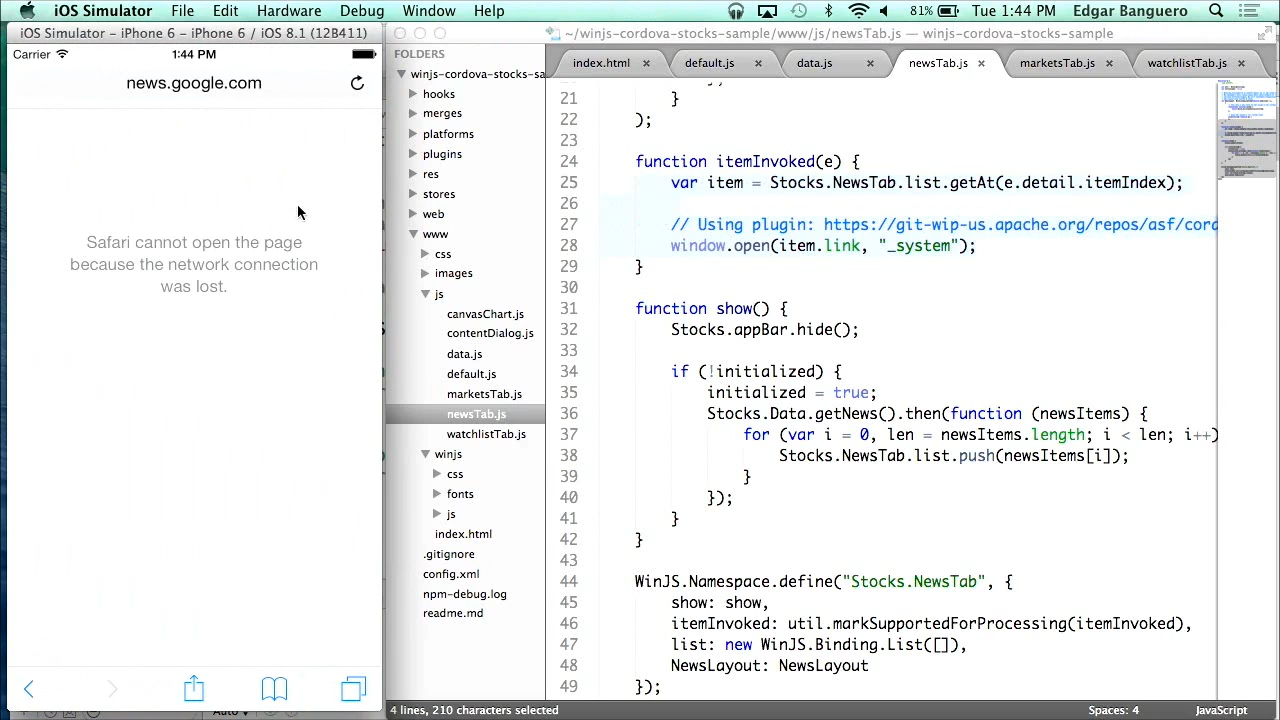 iOS Simulator File Edit Hardware Debug Window Help 81% Tue 1:44 PM Edgar Banguero
iOS Simulator - iPhone 6 - iPhone 6 / iOS 8.1 (12B411)
Carrier 1:44 PM
news.google.com
Safari cannot open the page
because the network connection
was lost.
~/winjs-cordova-stocks-sample/www/js/newsTab.js — winjs-cordova-stocks-sample
FOLDERS
winjs-cordova-stocks-sa
hooks
merges
platforms
plugins
res
stores
web
www
css
images
js
canvasChart.js
contentDialog.js
data.js
default.js
marketsTab.js
newsTab.js
watchlistTab.js
winjs
css
fonts
js
index.html
.gitignore
config.xml
npm-debug.log
readme.md
index.html × default.js × data.js × newsTab.js × marketsTab.js × watchlistTab.js ×
21 }
22 );
23
24 function itemInvoked(e) {
25 var item = Stocks.NewsTab.list.getAt(e.detail.itemIndex);
26
27 // Using plugin: https://git-wip-us.apache.org/repos/asf/cord
28 window.open(item.link, "_system");
29 }
30
31 function show() {
32 Stocks.appBar.hide();
33
34 if (!initialized) {
35 initialized = true;
36 Stocks.Data.getNews().then(function (newsItems) {
37 for (var i = 0, len = newsItems.length; i < len; i++)
38 Stocks.NewsTab.list.push(newsItems[i]);
39 }
40 });
41 }
42 }
43
44 WinJS.Namespace.define("Stocks.NewsTab", {
45 show: show,
46 itemInvoked: util.markSupportedForProcessing(itemInvoked),
47 list: new WinJS.Binding.List([]),
48 NewsLayout: NewsLayout
49 });
4 lines, 210 characters selected Spaces: 4 JavaScript